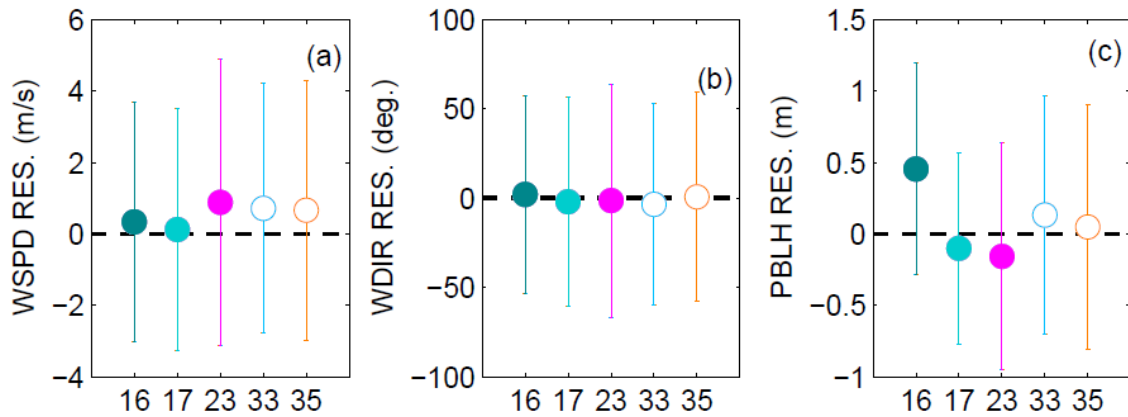 WSPD RES. (m/s)
6
4
2
0
−2
−4
(a)
16 17 23 33 35
WDIR RES. (deg.)
100
50
0
−50
−100
(b)
16 17 23 33 35
PBLH RES. (m)
1.5
1
0.5
0
−0.5
−1
(c)
16 17 23 33 35